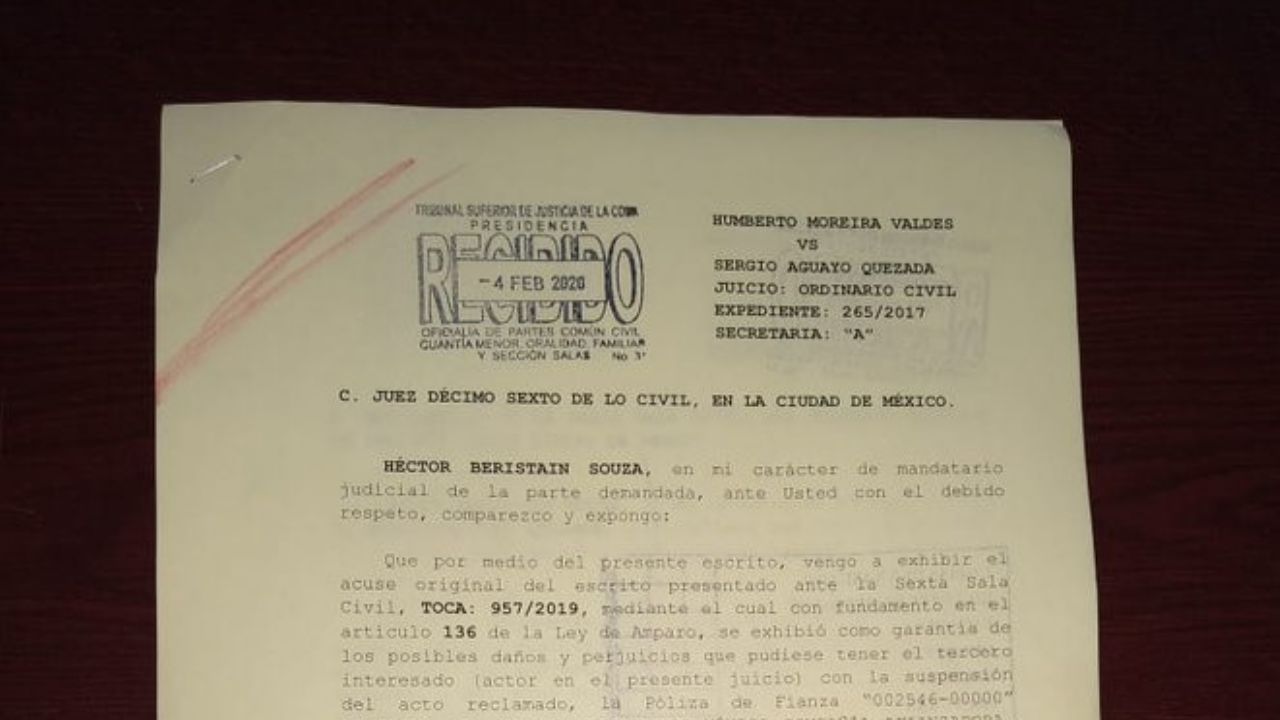 TRIBUNAL SUPERIOR DE JUSTICIA DE LA CDMX
PRESIDENCIA
RECIBIDO
-4 FEB 2020
OFICIALIA DE PARTES COMÚN CIVIL
CUANTÍA MENOR, ORALIDAD, FAMILIAR
Y SECCIÓN SALAS No 3
HUMBERTO MOREIRA VALDES
VS
SERGIO AGUAYO QUEZADA
JUICIO: ORDINARIO CIVIL
EXPEDIENTE: 265/2017
SECRETARIA: "A"
C. JUEZ DÉCIMO SEXTO DE LO CIVIL, EN LA CIUDAD DE MÉXICO.
HÉCTOR BERISTAIN SOUZA, en mi carácter de mandatario
judicial de la parte demandada, ante Usted con el debido
respeto, comparezco y expongo:
Que por medio del presente escrito, vengo a exhibir el
acuse original del escrito presentado ante la Sexta Sala
Civil, TOCA: 957/2019, mediante el cual con fundamento en el
artículo 136 de la Ley de Amparo, se exhibió como garantía de
los posibles daños y perjuicios que pudiese tener el tercero
interesado (actor en el presente juicio) con la suspensión
del acto reclamado, la Póliza de Fianza "002546-00000"